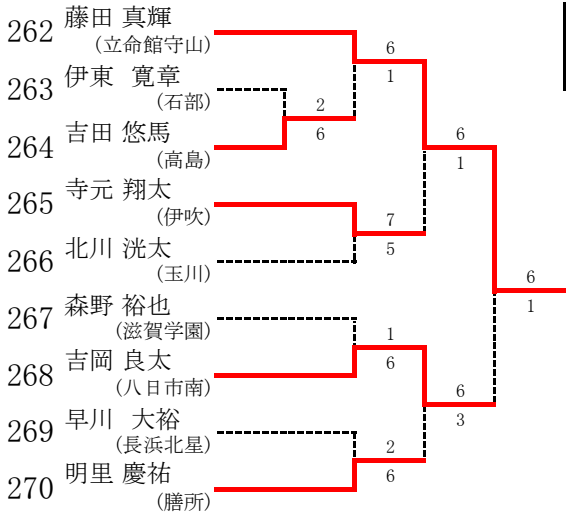 262 藤田 真輝
(立命館守山)
6
1
263 伊東 寛章
(石部)
2
6
264 吉田 悠馬
(高島)
6
1
265 寺元 翔太
(伊吹)
7
5
266 北川 洸太
(玉川)
6
1
267 森野 裕也
(滋賀学園)
1
6
268 吉岡 良太
(八日市南)
6
3
269 早川 大裕
(長浜北星)
2
6
270 明里 慶祐
(膳所)